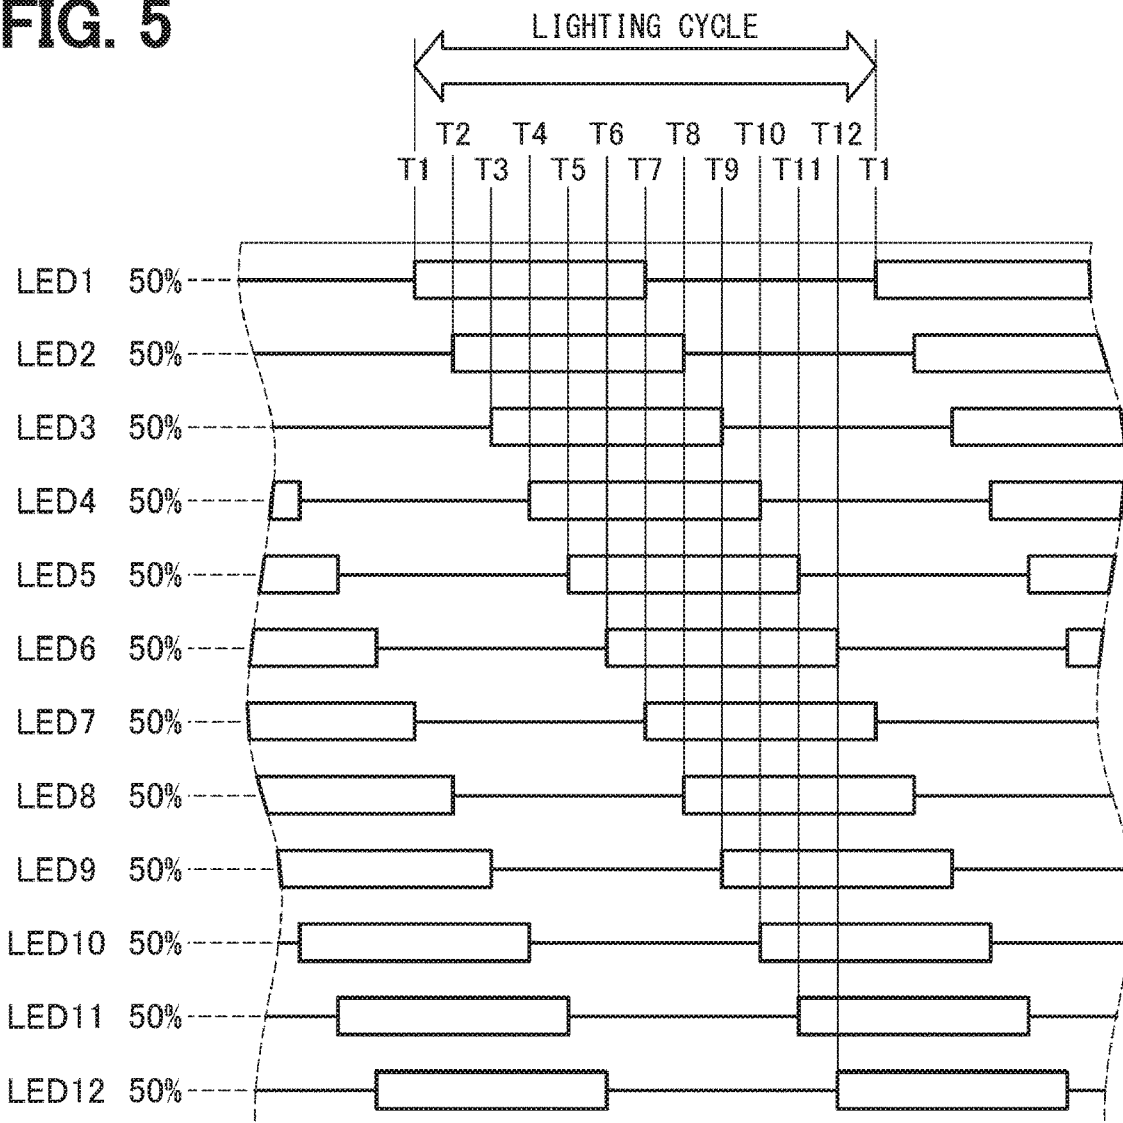 FIG. 5
LIGHTING CYCLE
T2 T4 T6 T8 T10 T12
T1 T3 T5 T7 T9 T11 T1
LED1 50%
LED2 50%
LED3 50%
LED4 50%
LED5 50%
LED6 50%
LED7 50%
LED8 50%
LED9 50%
LED10 50%
LED11 50%
LED12 50%